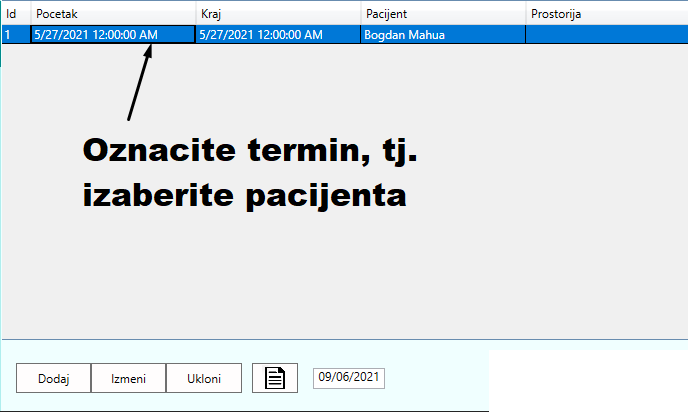 Id Pocetak Kraj Pacijent Prostorija
1 5/27/2021 12:00:00 AM 5/27/2021 12:00:00 AM Bogdan Mahua
Oznacite termin, tj.
izaberite pacijenta
Dodaj Izmeni Ukloni 09/06/2021